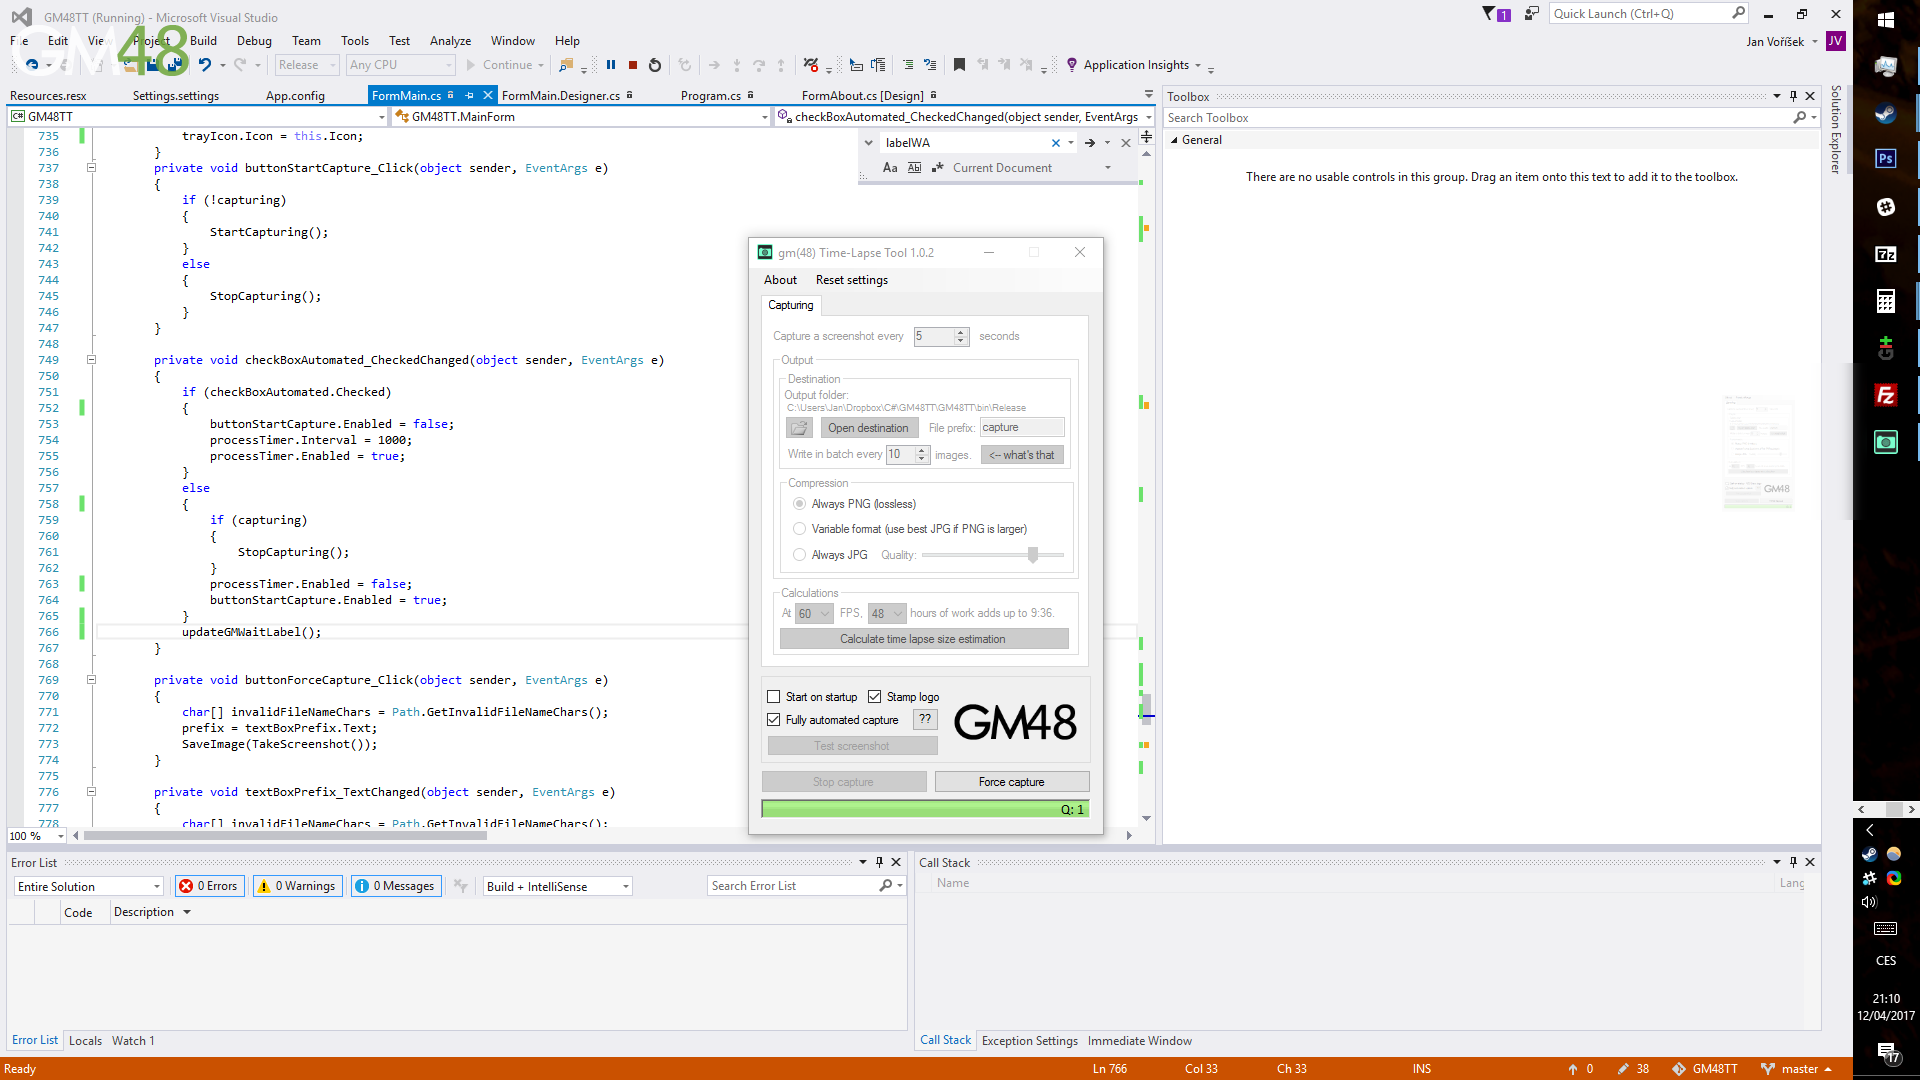 GM48TT (Running) - Microsoft Visual Studio
1
Quick Launch (Ctrl+Q)
GM48
File Edit View Project Build Debug Team Tools Test Analyze Window Help
Jan Voříšek JV
Release Any CPU Continue Application Insights
Resources.resx Settings.settings App.config FormMain.cs FormMain.Designer.cs Program.cs FormAbout.cs [Design]
GM48TT GM48TT.MainForm checkBoxAutomated_CheckedChanged(object sender, EventArgs
labelWA
Aa Ab Current Document
735 trayIcon.Icon = this.Icon;
736 }
737 private void buttonStartCapture_Click(object sender, EventArgs e)
738 {
739 if (!capturing)
740 {
741 StartCapturing();
742 }
743 else
744 {
745 StopCapturing();
746 }
747 }
748
749 private void checkBoxAutomated_CheckedChanged(object sender, EventArgs e)
750 {
751 if (checkBoxAutomated.Checked)
752 {
753 buttonStartCapture.Enabled = false;
754 processTimer.Interval = 1000;
755 processTimer.Enabled = true;
756 }
757 else
758 {
759 if (capturing)
760 {
761 StopCapturing();
762 }
763 processTimer.Enabled = false;
764 buttonStartCapture.Enabled = true;
765 }
766 updateGMWaitLabel();
767 }
768
769 private void buttonForceCapture_Click(object sender, EventArgs e)
770 {
771 char[] invalidFileNameChars = Path.GetInvalidFileNameChars();
772 prefix = textBoxPrefix.Text;
773 SaveImage(TakeScreenshot());
774 }
775
776 private void textBoxPrefix_TextChanged(object sender, EventArgs e)
777 {
778 char[] invalidFileNameChars = Path.GetInvalidFileNameChars();
100 %
gm(48) Time-Lapse Tool 1.0.2
About Reset settings
Capturing
Capture a screenshot every 5 seconds
Output
Destination
Output folder:
C:\Users\Jan\Dropbox\C#\GM48TT\GM48TT\bin\Release
Open destination File prefix: capture
Write in batch every 10 images. <-- what's that
Compression
Always PNG (lossless)
Variable format (use best JPG if PNG is larger)
Always JPG Quality:
Calculations
At 60 FPS, 48 hours of work adds up to 9:36.
Calculate time lapse size estimation
Start on startup Stamp logo
Fully automated capture ??
GM48
Test screenshot
Stop capture Force capture
Q: 1
Toolbox
Search Toolbox
General
There are no usable controls in this group. Drag an item onto this text to add it to the toolbox.
Solution Explorer
GM48
Ps
7z
Fz
Error List
Entire Solution 0 Errors 0 Warnings 0 Messages Build + IntelliSense Search Error List
Code Description
Error List Locals Watch 1
Call Stack
Name Lang
Call Stack Exception Settings Immediate Window
Ready Ln 766 Col 33 Ch 33 INS 0 38 GM48TT master
CES
21:10
12/04/2017
17